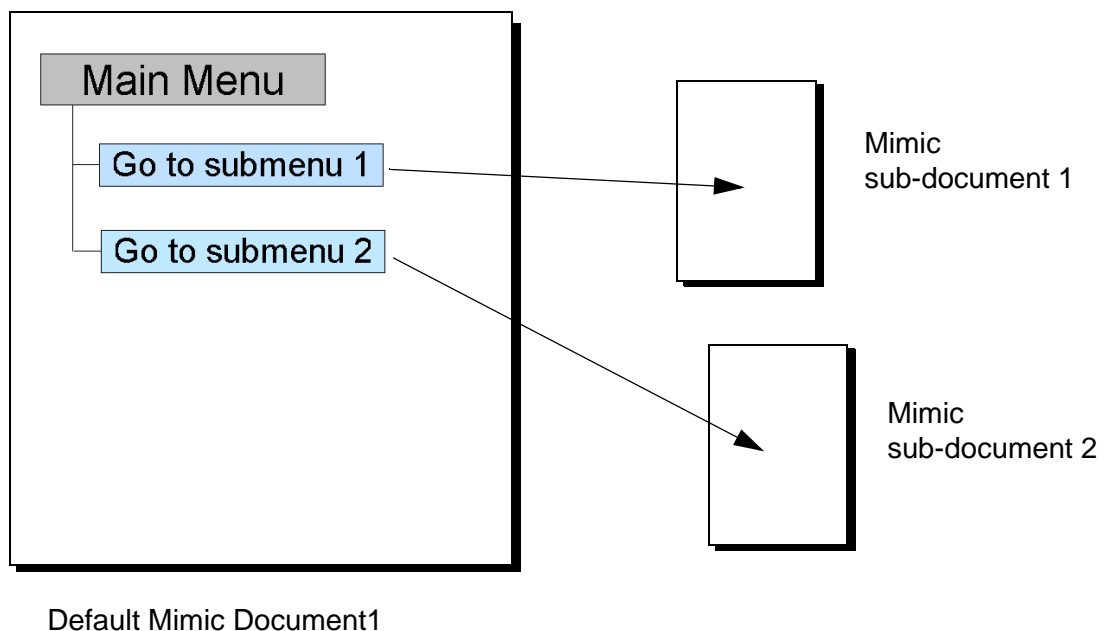 Main Menu
Go to submenu 1
Go to submenu 2
Mimic
sub-document 1
Mimic
sub-document 2
Default Mimic Document1